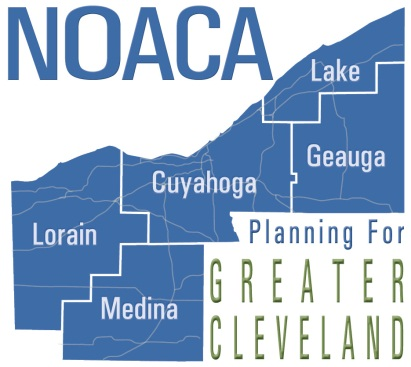 NOACA
Lake
Geauga
Cuyahoga
Lorain
Medina
Planning For
GREATER
CLEVELAND